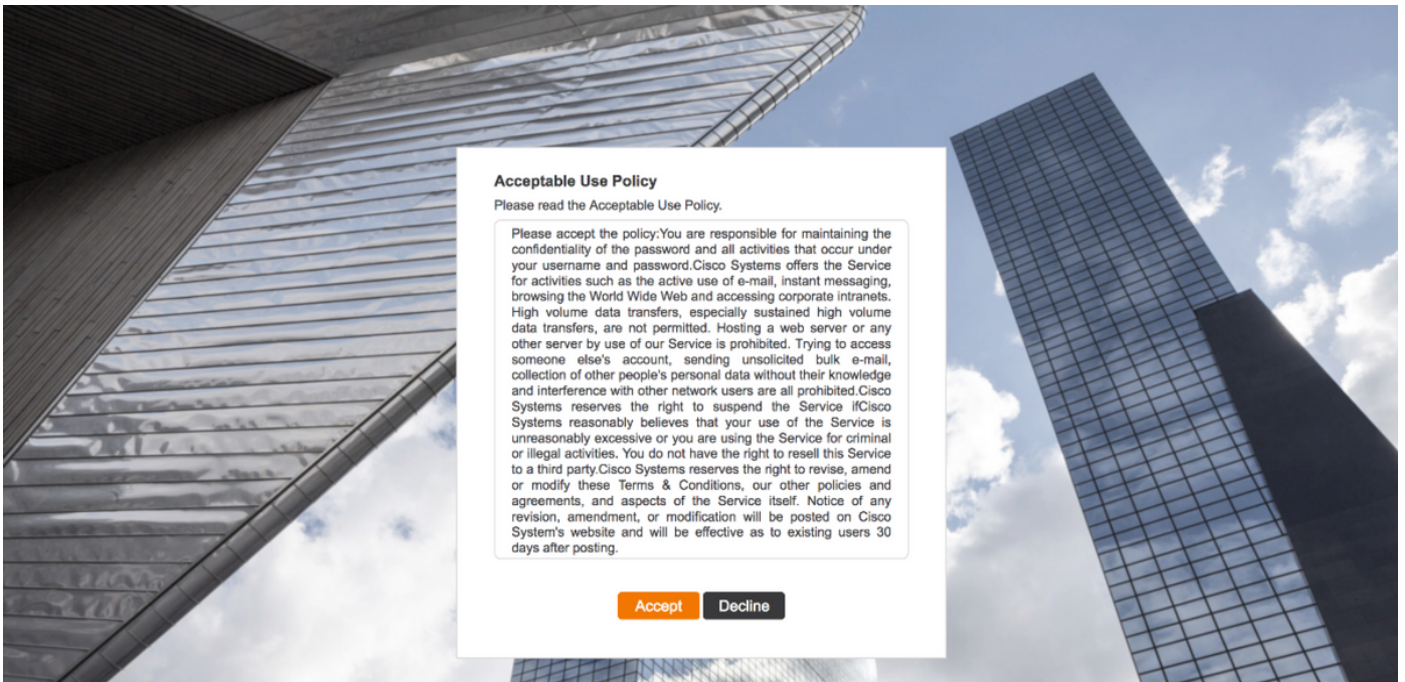 Acceptable Use Policy
Please read the Acceptable Use Policy.
Please accept the policy:You are responsible for maintaining the
confidentiality of the password and all activities that occur under
your username and password.Cisco Systems offers the Service
for activities such as the active use of e-mail, instant messaging,
browsing the World Wide Web and accessing corporate intranets.
High volume data transfers, especially sustained high volume
data transfers, are not permitted. Hosting a web server or any
other server by use of our Service is prohibited. Trying to access
someone else's account, sending unsolicited bulk e-mail,
collection of other people's personal data without their knowledge
and interference with other network users are all prohibited.Cisco
Systems reserves the right to suspend the Service ifCisco
Systems reasonably believes that your use of the Service is
unreasonably excessive or you are using the Service for criminal
or illegal activities. You do not have the right to resell this Service
to a third party.Cisco Systems reserves the right to revise, amend
or modify these Terms & Conditions, our other policies and
agreements, and aspects of the Service itself. Notice of any
revision, amendment, or modification will be posted on Cisco
System's website and will be effective as to existing users 30
days after posting.
Accept Decline